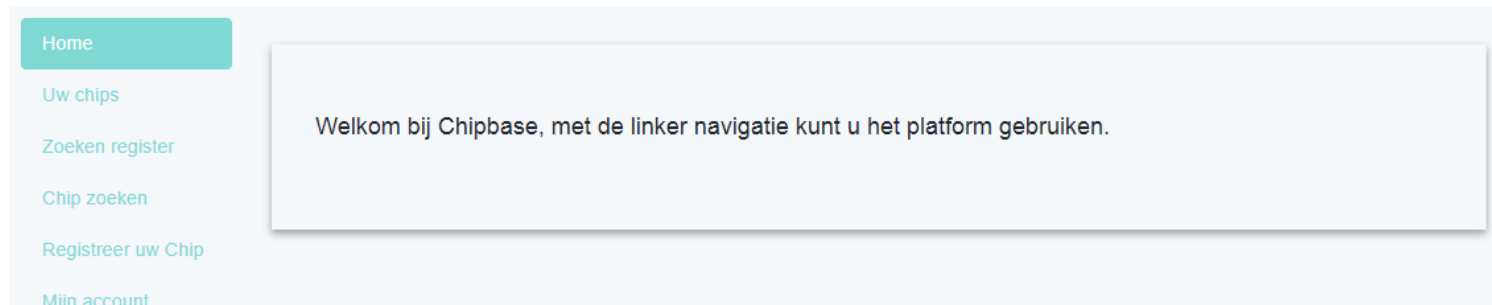 Home
Uw chips
Zoeken register
Chip zoeken
Registreer uw Chip
Mijn account
Welkom bij Chipbase, met de linker navigatie kunt u het platform gebruiken.